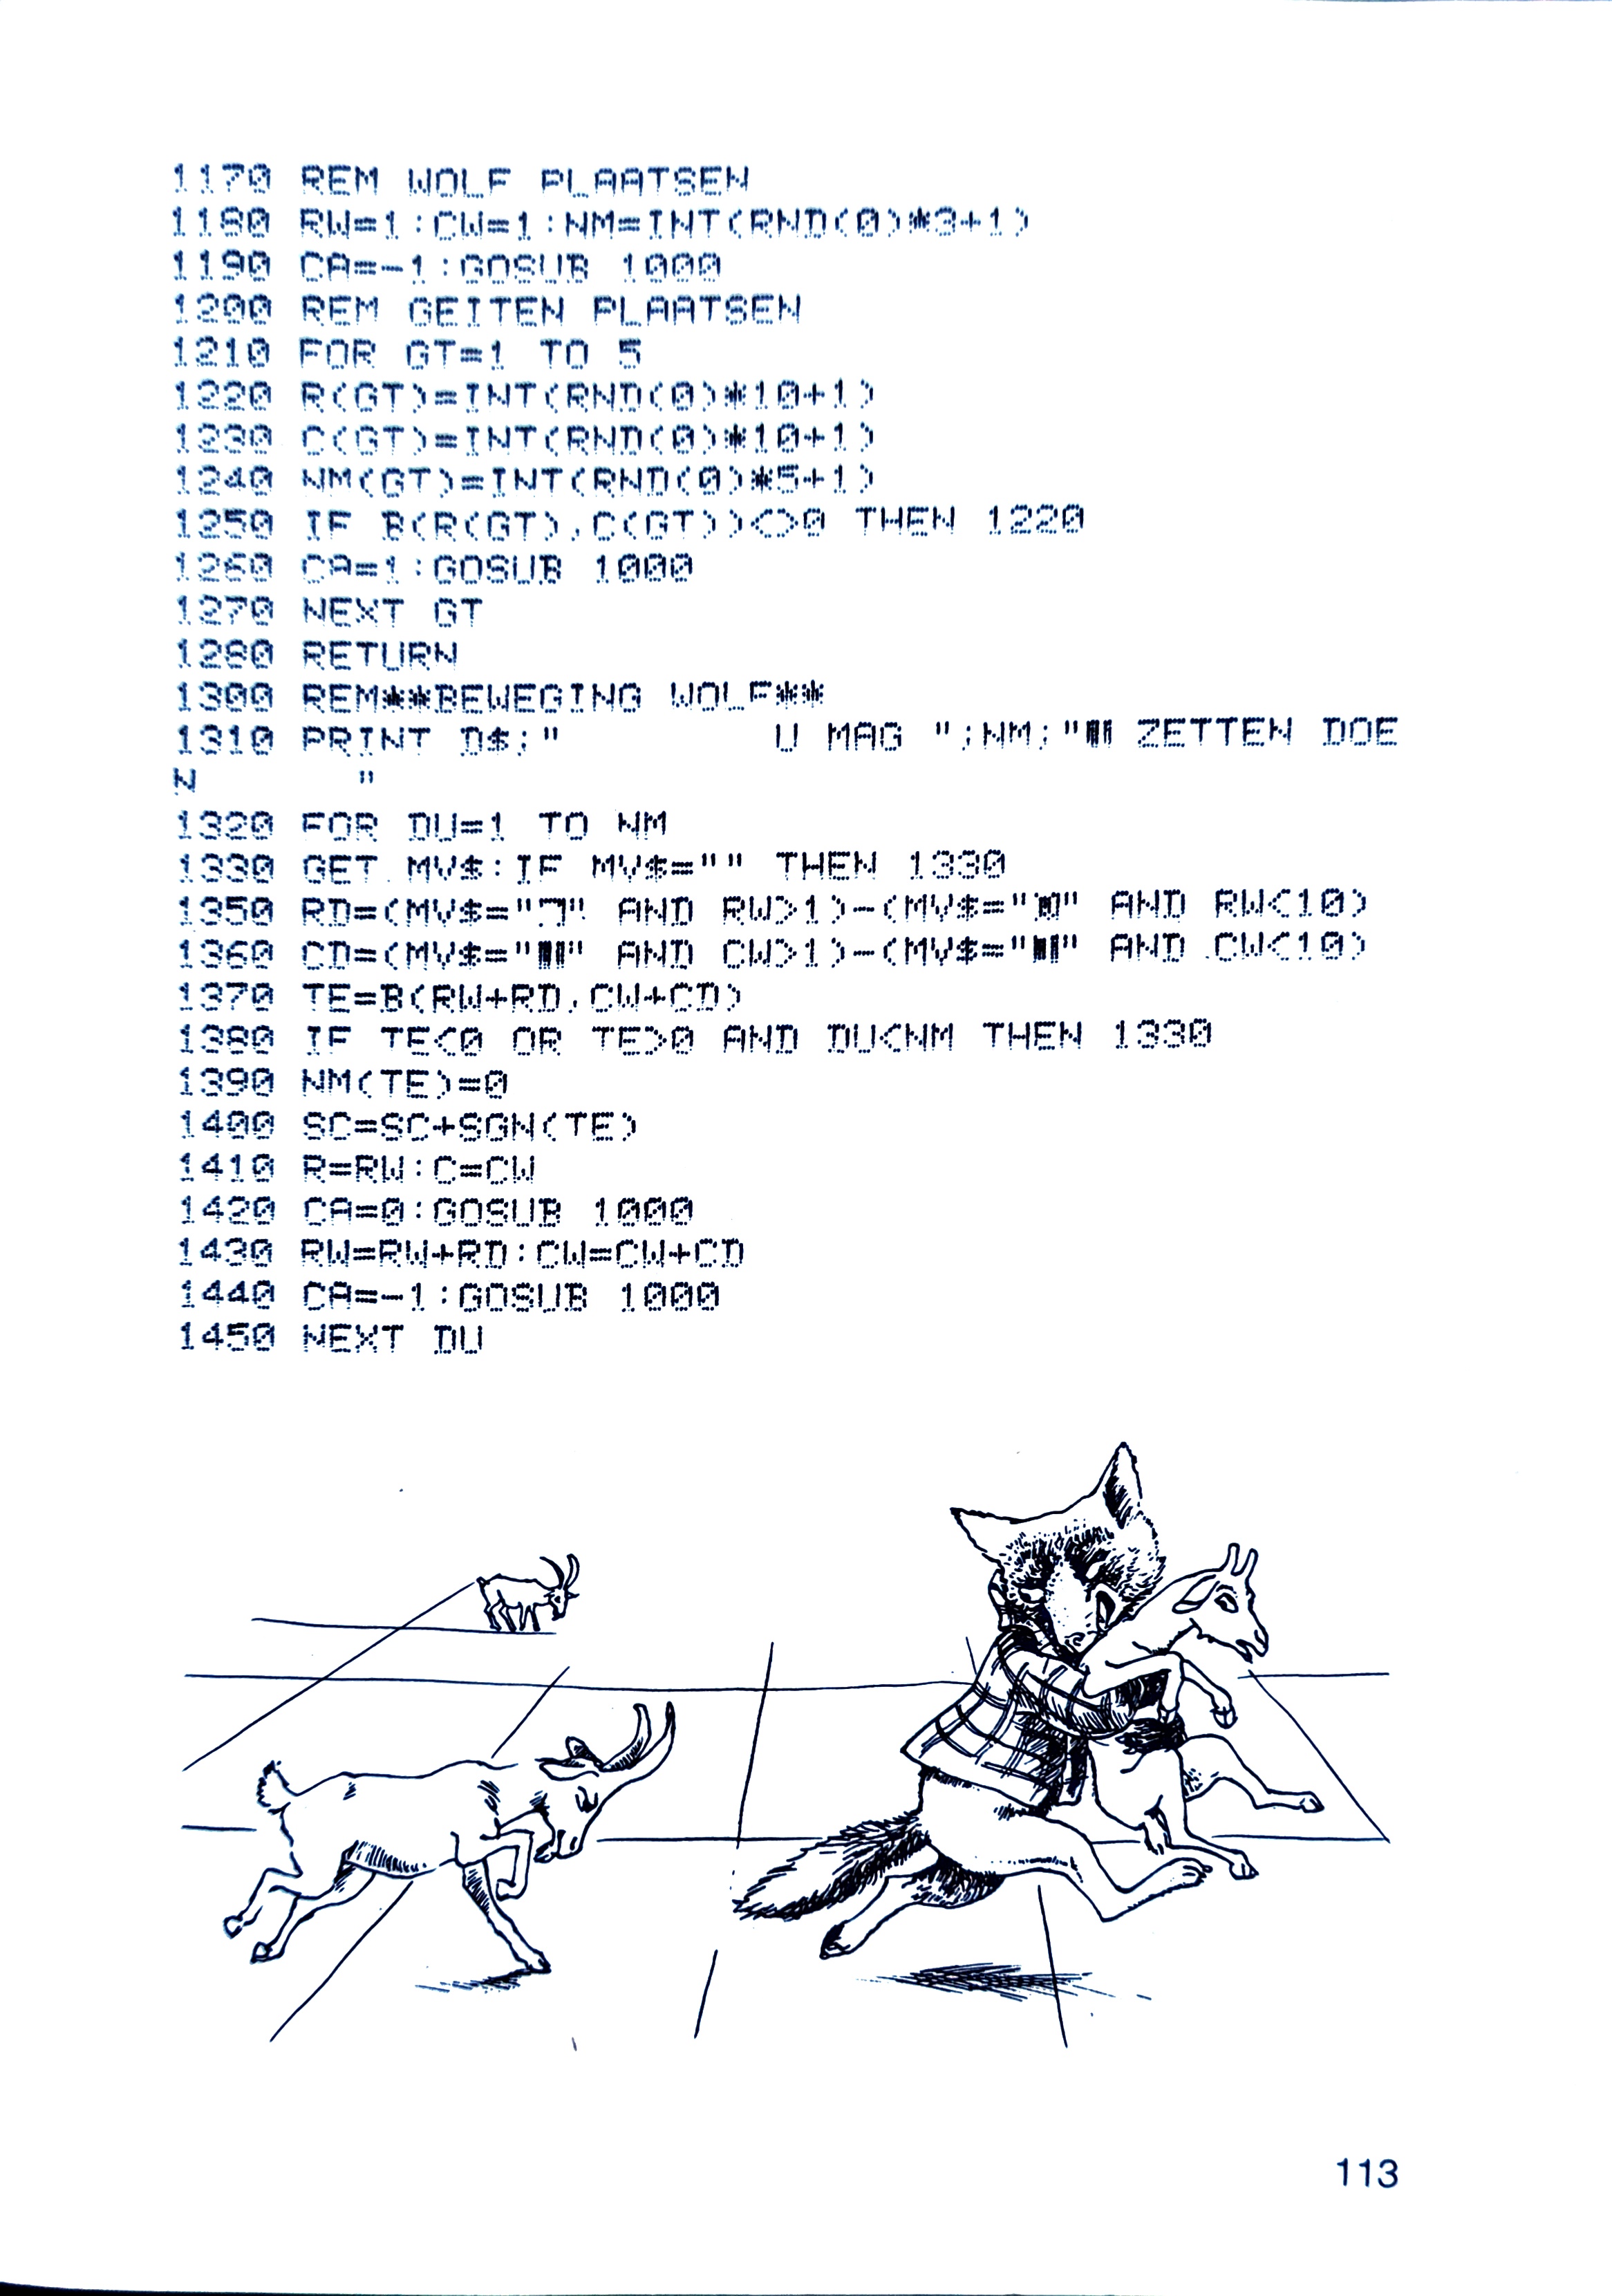 1170 REM WOLF PLAATSEN
1180 RW=1:CW=1:NM=INT(RND(0)*3+1)
1190 CA=-1:GOSUB 1000
1200 REM GEITEN PLAATSEN
1210 FOR GT=1 TO 5
1220 R(GT)=INT(RND(0)*10+1)
1230 C(GT)=INT(RND(0)*10+1)
1240 NM(GT)=INT(RND(0)*5+1)
1250 IF B(R(GT),C(GT))<>0 THEN 1220
1260 CA=1:GOSUB 1000
1270 NEXT GT
1280 RETURN
1300 REM**BEWEGING WOLF**
1310 PRINT D$;"        U MAG ";NM;" ZETTEN DOE
N      "
1320 FOR DU=1 TO NM
1330 GET MV$:IF MV$="" THEN 1330
1350 RD=(MV$="" AND RW>1)-(MV$="" AND RW<10)
1360 CD=(MV$="" AND CW>1)-(MV$="" AND CW<10)
1370 TE=B(RW+RD,CW+CD)
1380 IF TE<0 OR TE>0 AND DU<NM THEN 1330
1390 NM(TE)=0
1400 SC=SC+SGN(TE)
1410 R=RW:C=CW
1420 CA=0:GOSUB 1000
1430 RW=RW+RD:CW=CW+CD
1440 CA=-1:GOSUB 1000
1450 NEXT DU
113